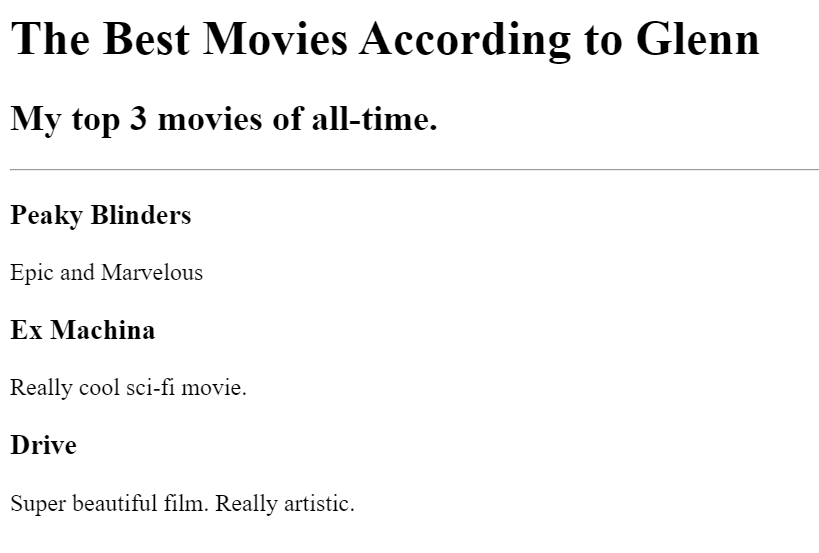 The Best Movies According to Glenn
My top 3 movies of all-time.
Peaky Blinders
Epic and Marvelous
Ex Machina
Really cool sci-fi movie.
Drive
Super beautiful film. Really artistic.